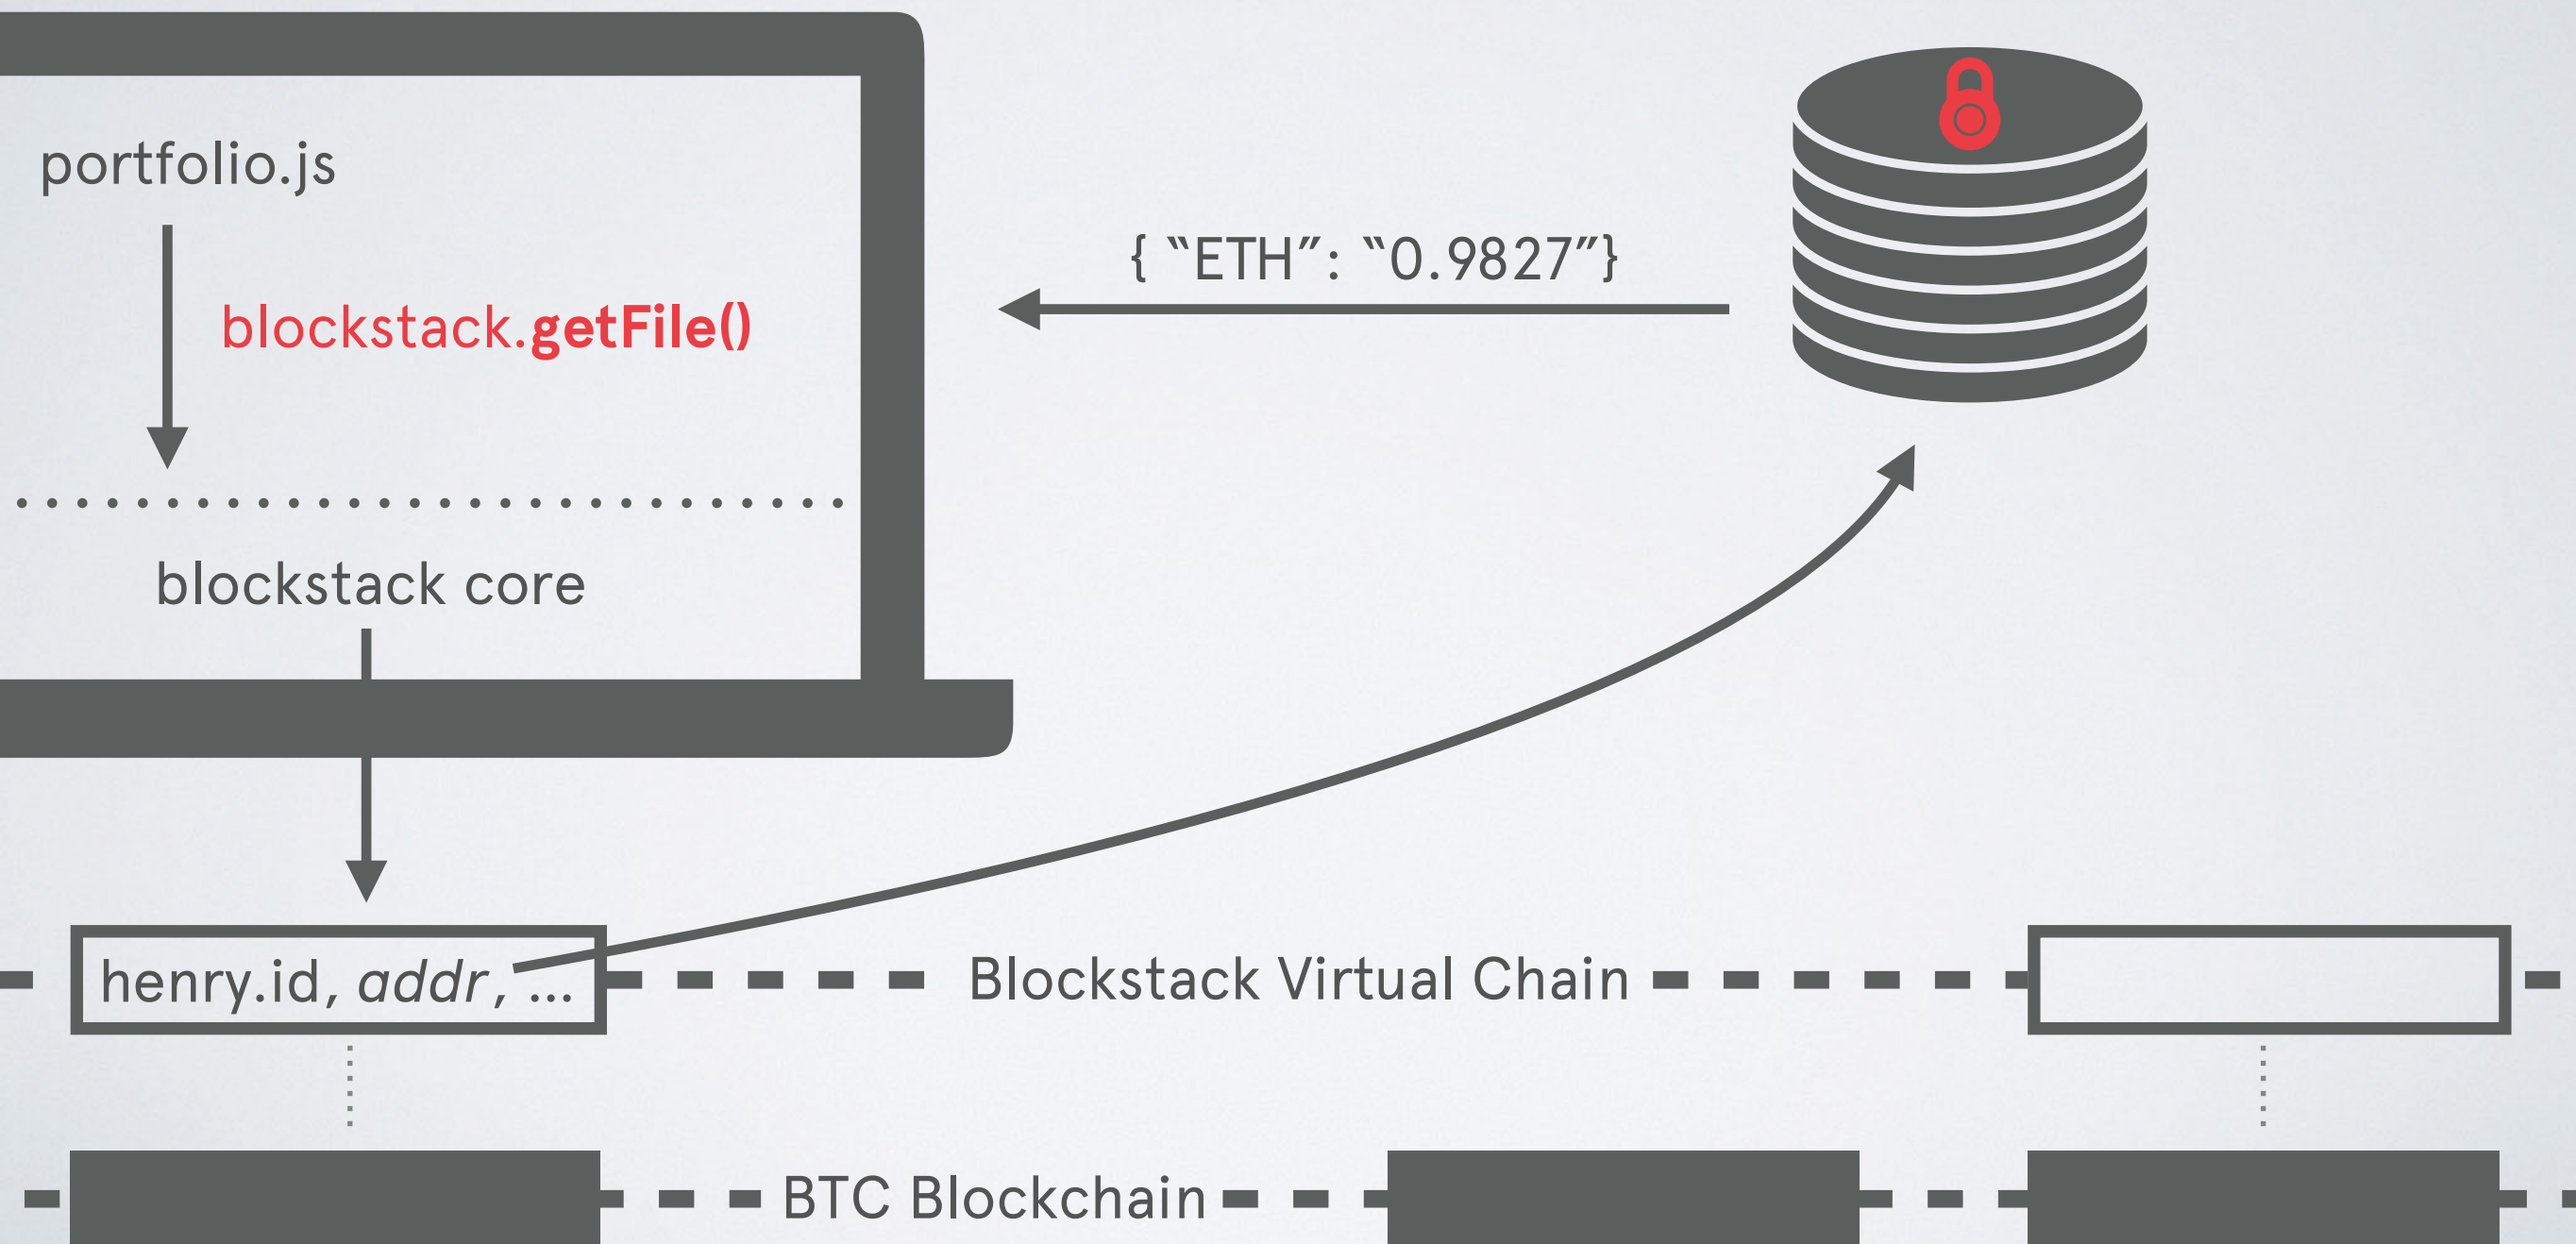 portfolio.js
{ “ETH”: “0.9827”}
blockstack.getFile()
blockstack core
henry.id, addr, ...
Blockstack Virtual Chain
BTC Blockchain